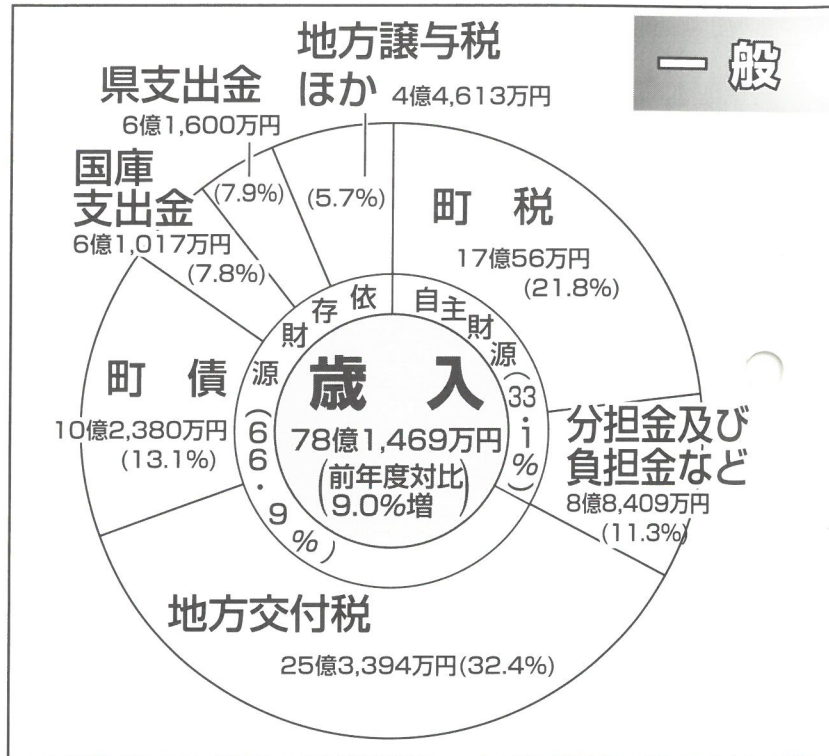 一般
地方譲与税
ほか 4億4,613万円
(5.7%)
県支出金
6億1,600万円
(7.9%)
国庫
支出金
6億1,017万円
(7.8%)
町税
17億56万円
(21.8%)
依存財源(66.9%)
自主財源(33.1%)
歳入
78億1,469万円
(前年度対比
9.0%増)
町債
10億2,380万円
(13.1%)
分担金及び
負担金など
8億8,409万円
(11.3%)
地方交付税
25億3,394万円(32.4%)